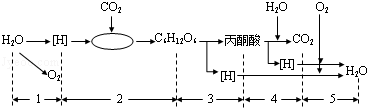 CO₂ H₂O O₂
H₂O [H] C₆H₁₂O₆ 丙酮酸 CO₂
[H]
O₂ [H] H₂O
1 2 3 4 5